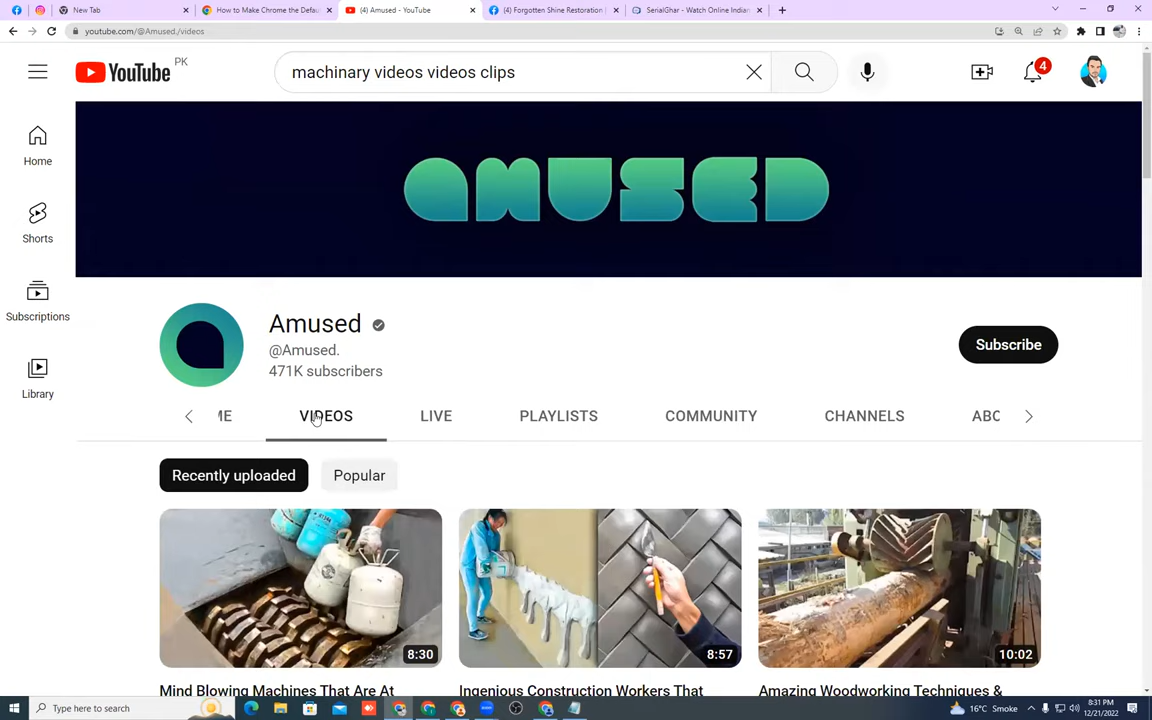 New Tab
How to Make Chrome the Defau
(4) Amused - YouTube
(4) Forgotten Shine Restoration |
SerialGhar - Watch Online Indian
youtube.com/@Amused./videos
YouTube PK
machinary videos videos clips
4
AMUSED
Home
Shorts
Subscriptions
Library
Amused
@Amused.
471K subscribers
Subscribe
ME
VIDEOS
LIVE
PLAYLISTS
COMMUNITY
CHANNELS
ABO
Recently uploaded
Popular
8:30
8:57
10:02
Mind Blowing Machines That Are At
Ingenious Construction Workers That
Amazing Woodworking Techniques &
Type here to search
16°C Smoke
8:31 PM
12/21/2022